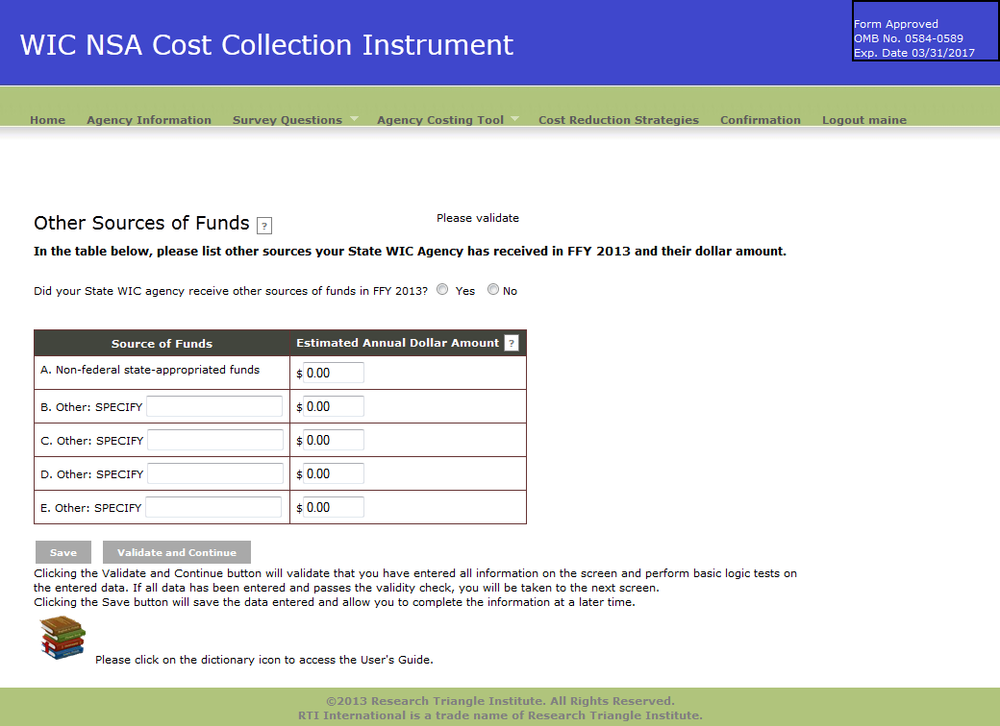 WIC NSA Cost Collection Instrument
Form Approved
OMB No. 0584-0589
Exp. Date 03/31/2017
Home Agency Information Survey Questions Agency Costing Tool Cost Reduction Strategies Confirmation Logout maine
Other Sources of Funds ?
Please validate
In the table below, please list other sources your State WIC Agency has received in FFY 2013 and their dollar amount.
Did your State WIC agency receive other sources of funds in FFY 2013? Yes No
Source of Funds Estimated Annual Dollar Amount ?
A. Non-federal state-appropriated funds $ 0.00
B. Other: SPECIFY $ 0.00
C. Other: SPECIFY $ 0.00
D. Other: SPECIFY $ 0.00
E. Other: SPECIFY $ 0.00
Save Validate and Continue
Clicking the Validate and Continue button will validate that you have entered all information on the screen and perform basic logic tests on
the entered data. If all data has been entered and passes the validity check, you will be taken to the next screen.
Clicking the Save button will save the data entered and allow you to complete the information at a later time.
Please click on the dictionary icon to access the User's Guide.
©2013 Research Triangle Institute. All Rights Reserved.
RTI International is a trade name of Research Triangle Institute.